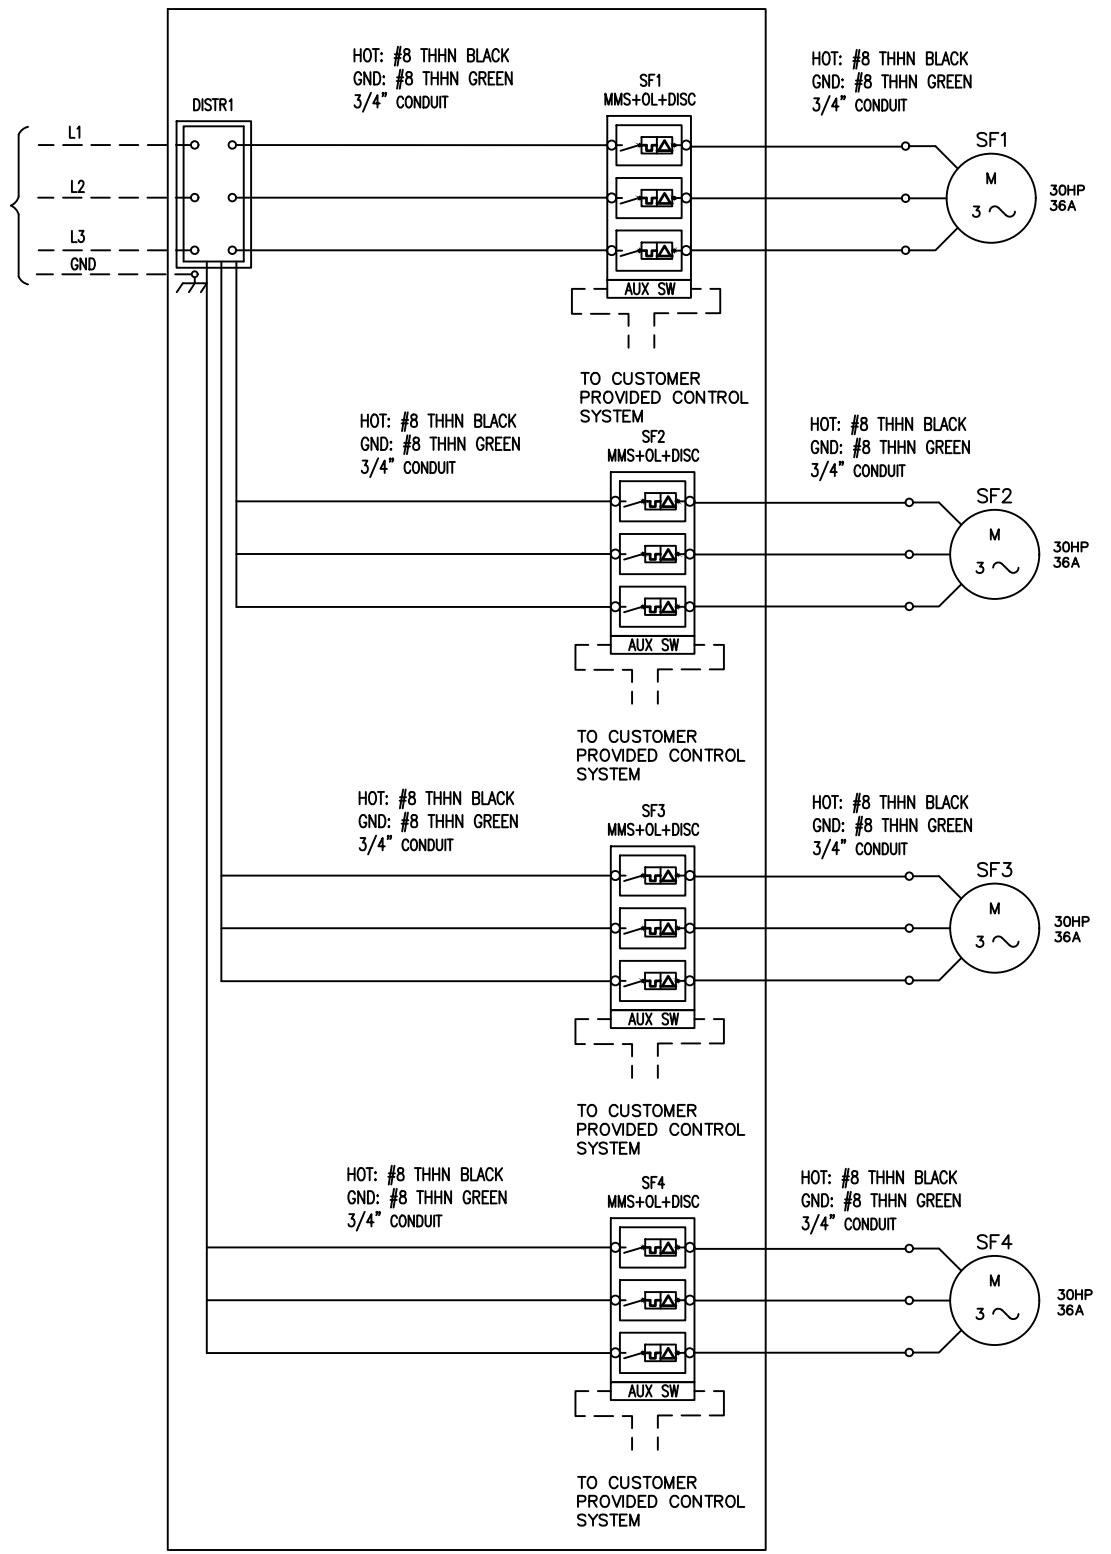 HOT: #8 THHN BLACK
GND: #8 THHN GREEN
3/4" CONDUIT
DISTR1
SF1
MMS+OL+DISC
HOT: #8 THHN BLACK
GND: #8 THHN GREEN
3/4" CONDUIT
L1
L2
L3
GND
SF1
M
3
30HP
36A
AUX SW
TO CUSTOMER
PROVIDED CONTROL
SYSTEM
HOT: #8 THHN BLACK
GND: #8 THHN GREEN
3/4" CONDUIT
SF2
MMS+OL+DISC
HOT: #8 THHN BLACK
GND: #8 THHN GREEN
3/4" CONDUIT
SF2
M
3
30HP
36A
AUX SW
TO CUSTOMER
PROVIDED CONTROL
SYSTEM
HOT: #8 THHN BLACK
GND: #8 THHN GREEN
3/4" CONDUIT
SF3
MMS+OL+DISC
HOT: #8 THHN BLACK
GND: #8 THHN GREEN
3/4" CONDUIT
SF3
M
3
30HP
36A
AUX SW
TO CUSTOMER
PROVIDED CONTROL
SYSTEM
HOT: #8 THHN BLACK
GND: #8 THHN GREEN
3/4" CONDUIT
SF4
MMS+OL+DISC
HOT: #8 THHN BLACK
GND: #8 THHN GREEN
3/4" CONDUIT
SF4
M
3
30HP
36A
AUX SW
TO CUSTOMER
PROVIDED CONTROL
SYSTEM